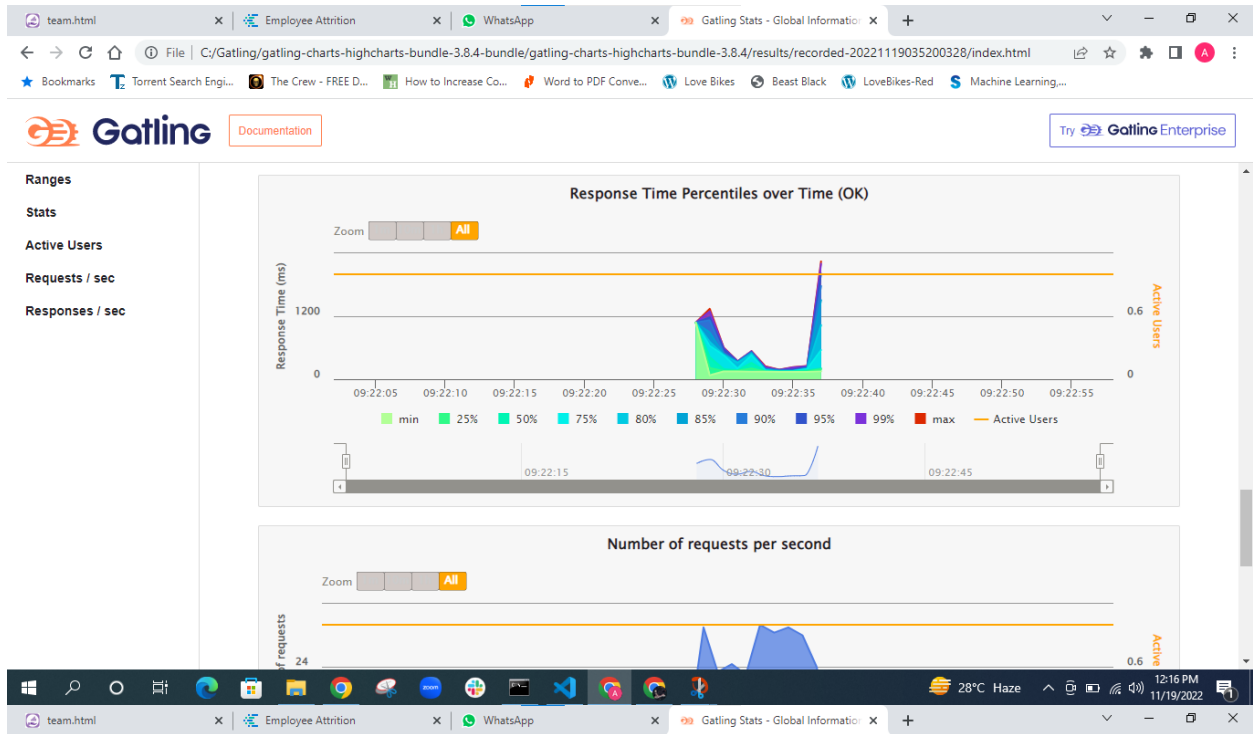 team.html Employee Attrition WhatsApp Gatling Stats - Global Informatio
File C:/Gatling/gatling-charts-highcharts-bundle-3.8.4-bundle/gatling-charts-highcharts-bundle-3.8.4/results/recorded-20221119035200328/index.html A
Bookmarks Torrent Search Engi... The Crew - FREE D... How to Increase Co... Word to PDF Conve... Love Bikes Beast Black LoveBikes-Red Machine Learning,...
Gatling Documentation Try Gatling Enterprise
Ranges
Stats
Active Users
Requests / sec
Responses / sec
Response Time Percentiles over Time (OK)
Zoom All
Response Time (ms)
1200
0
Active Users
0.6
0
09:22:05 09:22:10 09:22:15 09:22:20 09:22:25 09:22:30 09:22:35 09:22:40 09:22:45 09:22:50 09:22:55
min 25% 50% 75% 80% 85% 90% 95% 99% max Active Users
09:22:15 09:22:30 09:22:45
Number of requests per second
Zoom All
f requests
24
Active
0.6
zoom 28°C Haze 12:16 PM
11/19/2022 1
team.html Employee Attrition WhatsApp Gatling Stats - Global Informatio